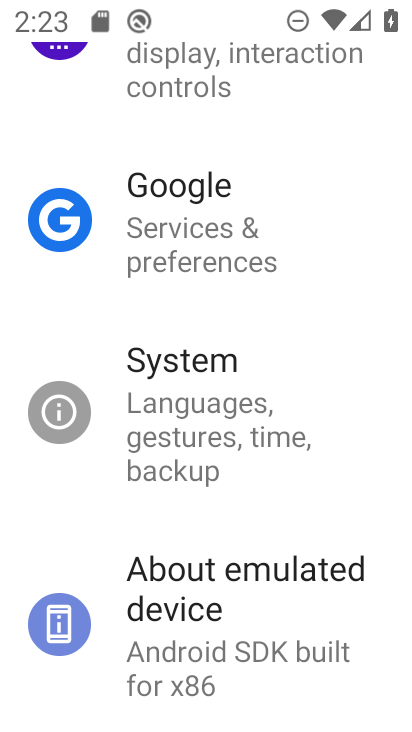 2:23
display, interaction
controls
Google
Services &
preferences
System
Languages,
gestures, time,
backup
About emulated
device
Android SDK built
for x86